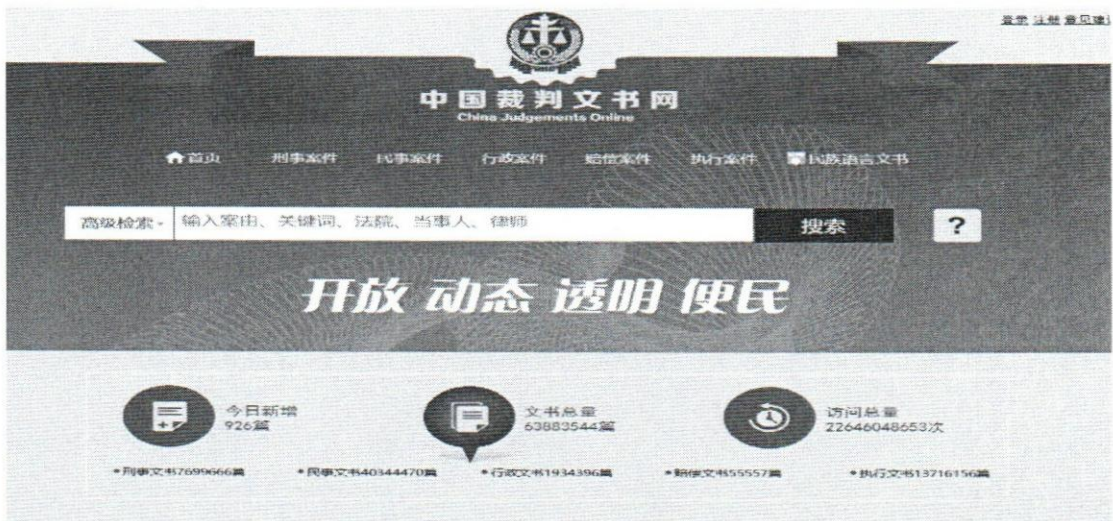 登录 注册 意见建
中国裁判文书网
China Judgements Online
首页 刑事案件 民事案件 行政案件 赔偿案件 执行案件 民族语言文书
高级检索 输入案由、关键词、法院、当事人、律师 搜索 ?
开放 动态 透明 便民
今日新增 文书总量 访问总量
926篇 63883544篇 22646048653次
•刑事文书7699666篇 •民事文书40344470篇 •行政文书1934396篇 •赔偿文书55557篇 •执行文书13716156篇